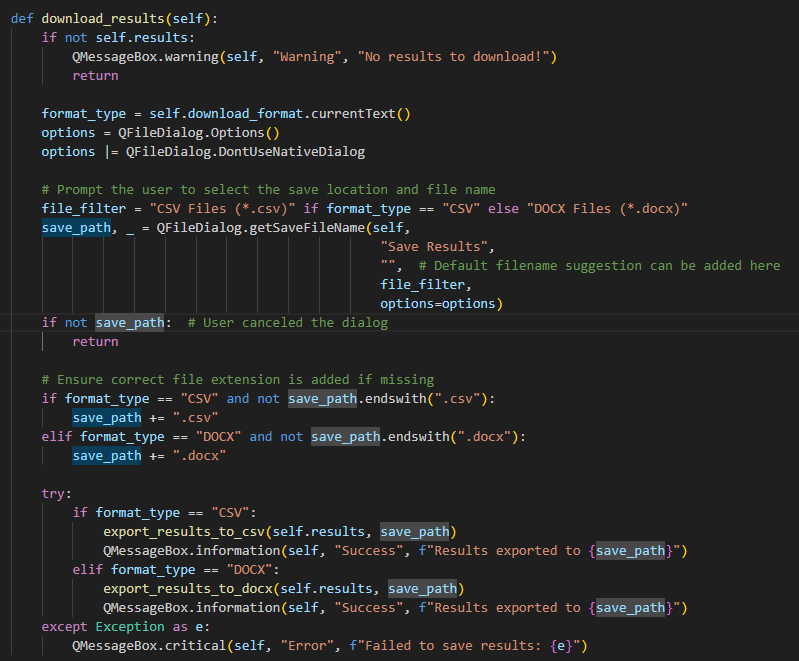 def download_results(self):
    if not self.results:
        QMessageBox.warning(self, "Warning", "No results to download!")
        return

    format_type = self.download_format.currentText()
    options = QFileDialog.Options()
    options |= QFileDialog.DontUseNativeDialog

    # Prompt the user to select the save location and file name
    file_filter = "CSV Files (*.csv)" if format_type == "CSV" else "DOCX Files (*.docx)"
    save_path, _ = QFileDialog.getSaveFileName(self,
                                                "Save Results",
                                                "",  # Default filename suggestion can be added here
                                                file_filter,
                                                options=options)
    if not save_path:  # User canceled the dialog
        return

    # Ensure correct file extension is added if missing
    if format_type == "CSV" and not save_path.endswith(".csv"):
        save_path += ".csv"
    elif format_type == "DOCX" and not save_path.endswith(".docx"):
        save_path += ".docx"

    try:
        if format_type == "CSV":
            export_results_to_csv(self.results, save_path)
            QMessageBox.information(self, "Success", f"Results exported to {save_path}")
        elif format_type == "DOCX":
            export_results_to_docx(self.results, save_path)
            QMessageBox.information(self, "Success", f"Results exported to {save_path}")
    except Exception as e:
        QMessageBox.critical(self, "Error", f"Failed to save results: {e}")